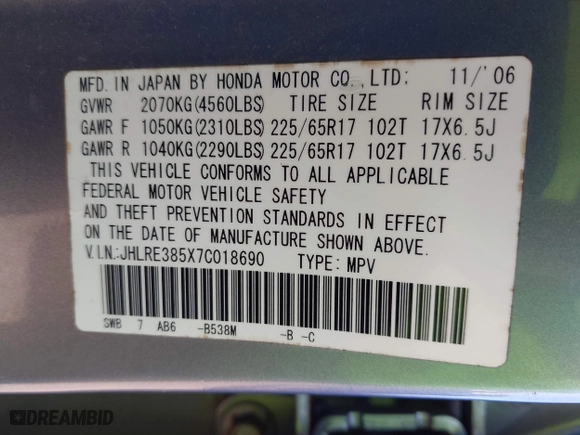 MFD. IN JAPAN BY HONDA MOTOR CO., LTD: 11/'06
GVWR 2070KG(4560LBS) TIRE SIZE RIM SIZE
GAWR F 1050KG(2310LBS) 225/65R17 102T 17X6.5J
GAWR R 1040KG(2290LBS) 225/65R17 102T 17X6.5J
THIS VEHICLE CONFORMS TO ALL APPLICABLE
FEDERAL MOTOR VEHICLE SAFETY
AND THEFT PREVENTION STANDARDS IN EFFECT
ON THE DATE OF MANUFACTURE SHOWN ABOVE.
V.I.N.:JHLRE385X7C018690 TYPE: MPV
SWB 7 AB6 -B538M -B -C
DREAMBID